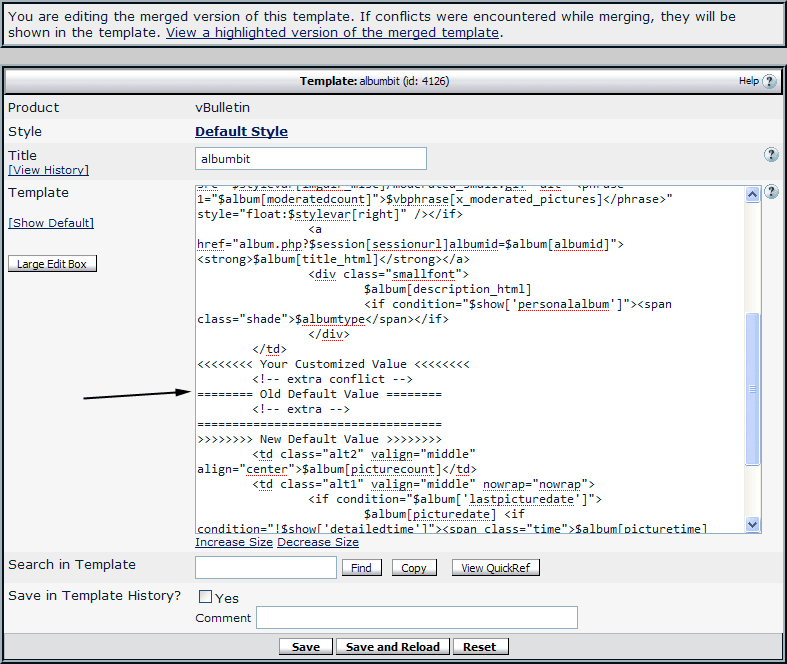 You are editing the merged version of this template. If conflicts were encountered while merging, they will be
shown in the template. View a highlighted version of the merged template.
Template: albumbit (id: 4126)
Help ?
Product vBulletin
Style Default Style
Title albumbit ?
[View History]
Template ?
[Show Default]
Large Edit Box
src="$stylevar[imgdir_misc]/moderated_small.gif" alt="<phrase
1="$album[moderatedcount]">$vbphrase[x_moderated_pictures]</phrase>"
style="float:$stylevar[right]" /></if>
<a
href="album.php?$session[sessionurl]albumid=$album[albumid]">
<strong>$album[title_html]</strong></a>
<div class="smallfont">
$album[description_html]
<if condition="$show['personalalbum']"><span
class="shade">$albumtype</span></if>
</div>
</td>
<<<<<<<< Your Customized Value <<<<<<<<
<!-- extra conflict -->
======== Old Default Value ========
<!-- extra -->
===================================
>>>>>>>> New Default Value >>>>>>>>
<td class="alt2" valign="middle"
align="center">$album[picturecount]</td>
<td class="alt1" valign="middle" nowrap="nowrap">
<if condition="$album['lastpicturedate']">
$album[picturedate] <if
condition="!$show['detailedtime']"><span class="time">$album[picturetime]
Increase Size Decrease Size
Search in Template Find Copy View QuickRef
Save in Template History? Yes
Comment
Save Save and Reload Reset